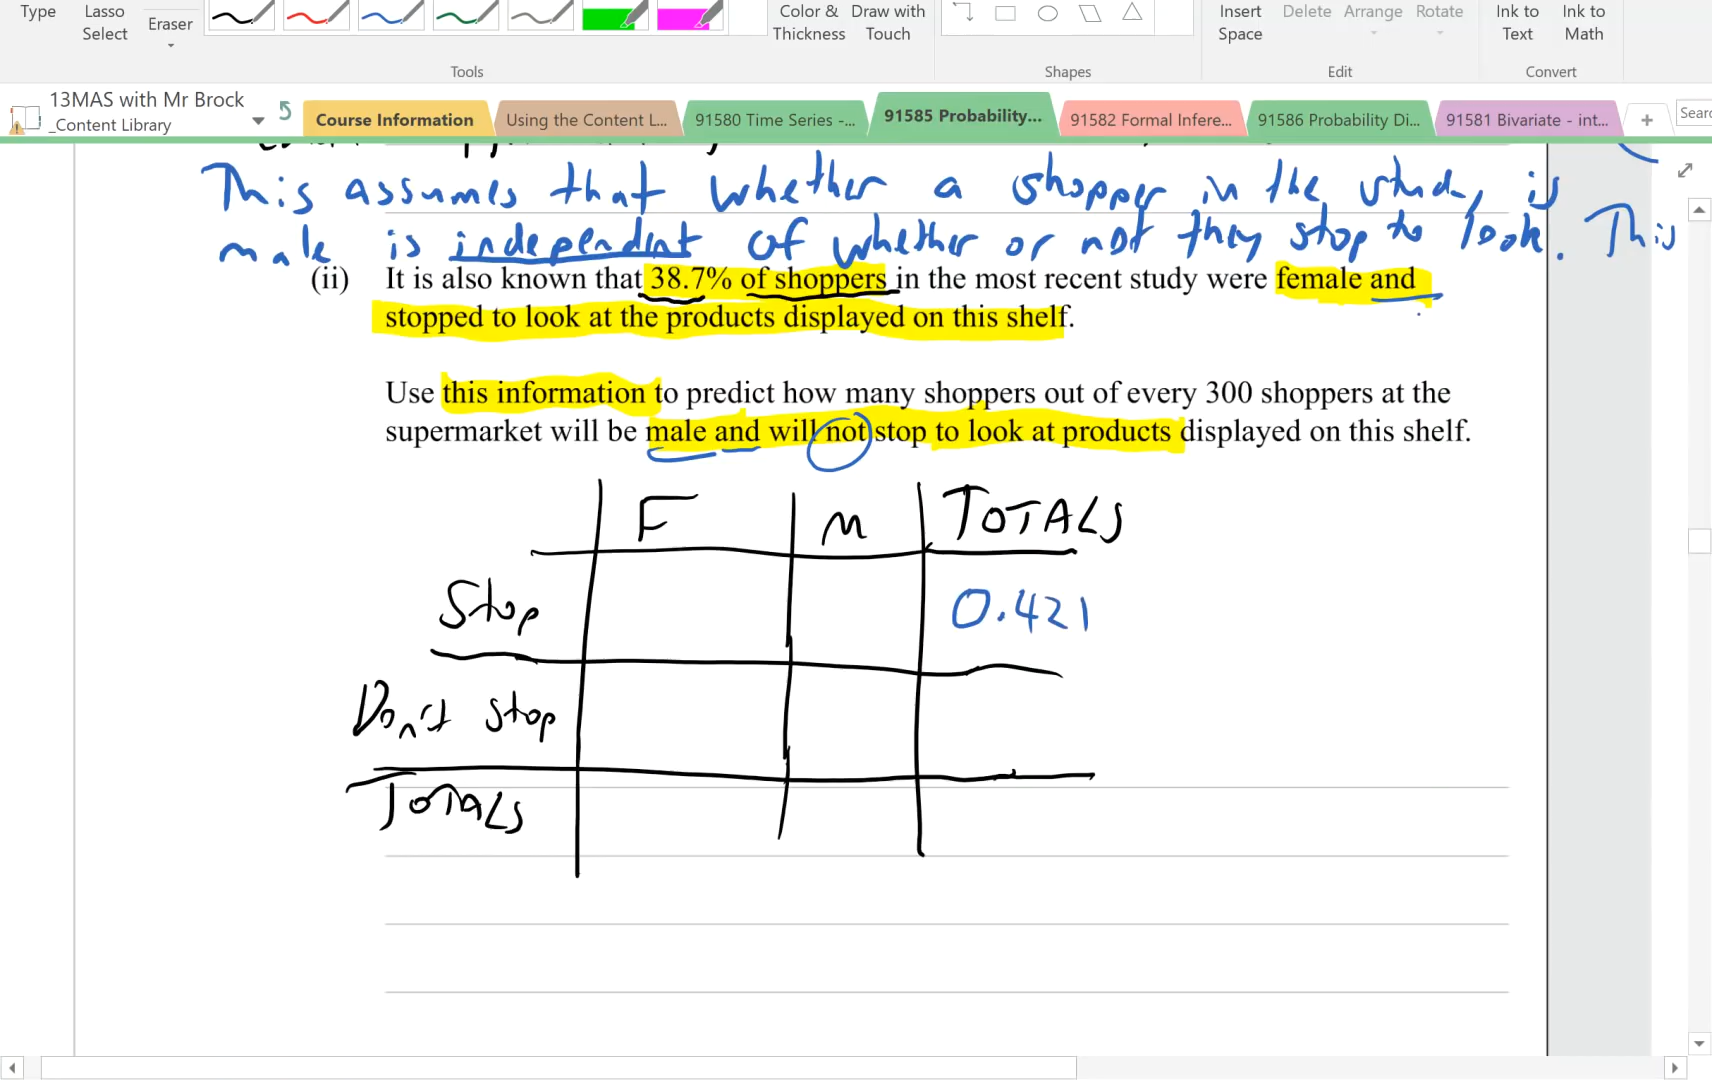 Type
Lasso
Select
Eraser
Color &
Thickness
Draw with
Touch
Insert
Space
Delete
Arrange
Rotate
Ink to
Text
Ink to
Math
Tools
Shapes
Edit
Convert
13MAS with Mr Brock
_Content Library
Course Information
Using the Content L...
91580 Time Series -...
91585 Probability...
91582 Formal Infere...
91586 Probability Di...
91581 Bivariate - int...
+
Searc
This assumes that whether a shopper in the study is
male is independent of whether or not they stop to look. This
(ii) It is also known that 38.7% of shoppers in the most recent study were female and
stopped to look at the products displayed on this shelf.
Use this information to predict how many shoppers out of every 300 shoppers at the
supermarket will be male and will not stop to look at products displayed on this shelf.
F M TOTALS
Stop 0.421
Don't stop
TOTALS